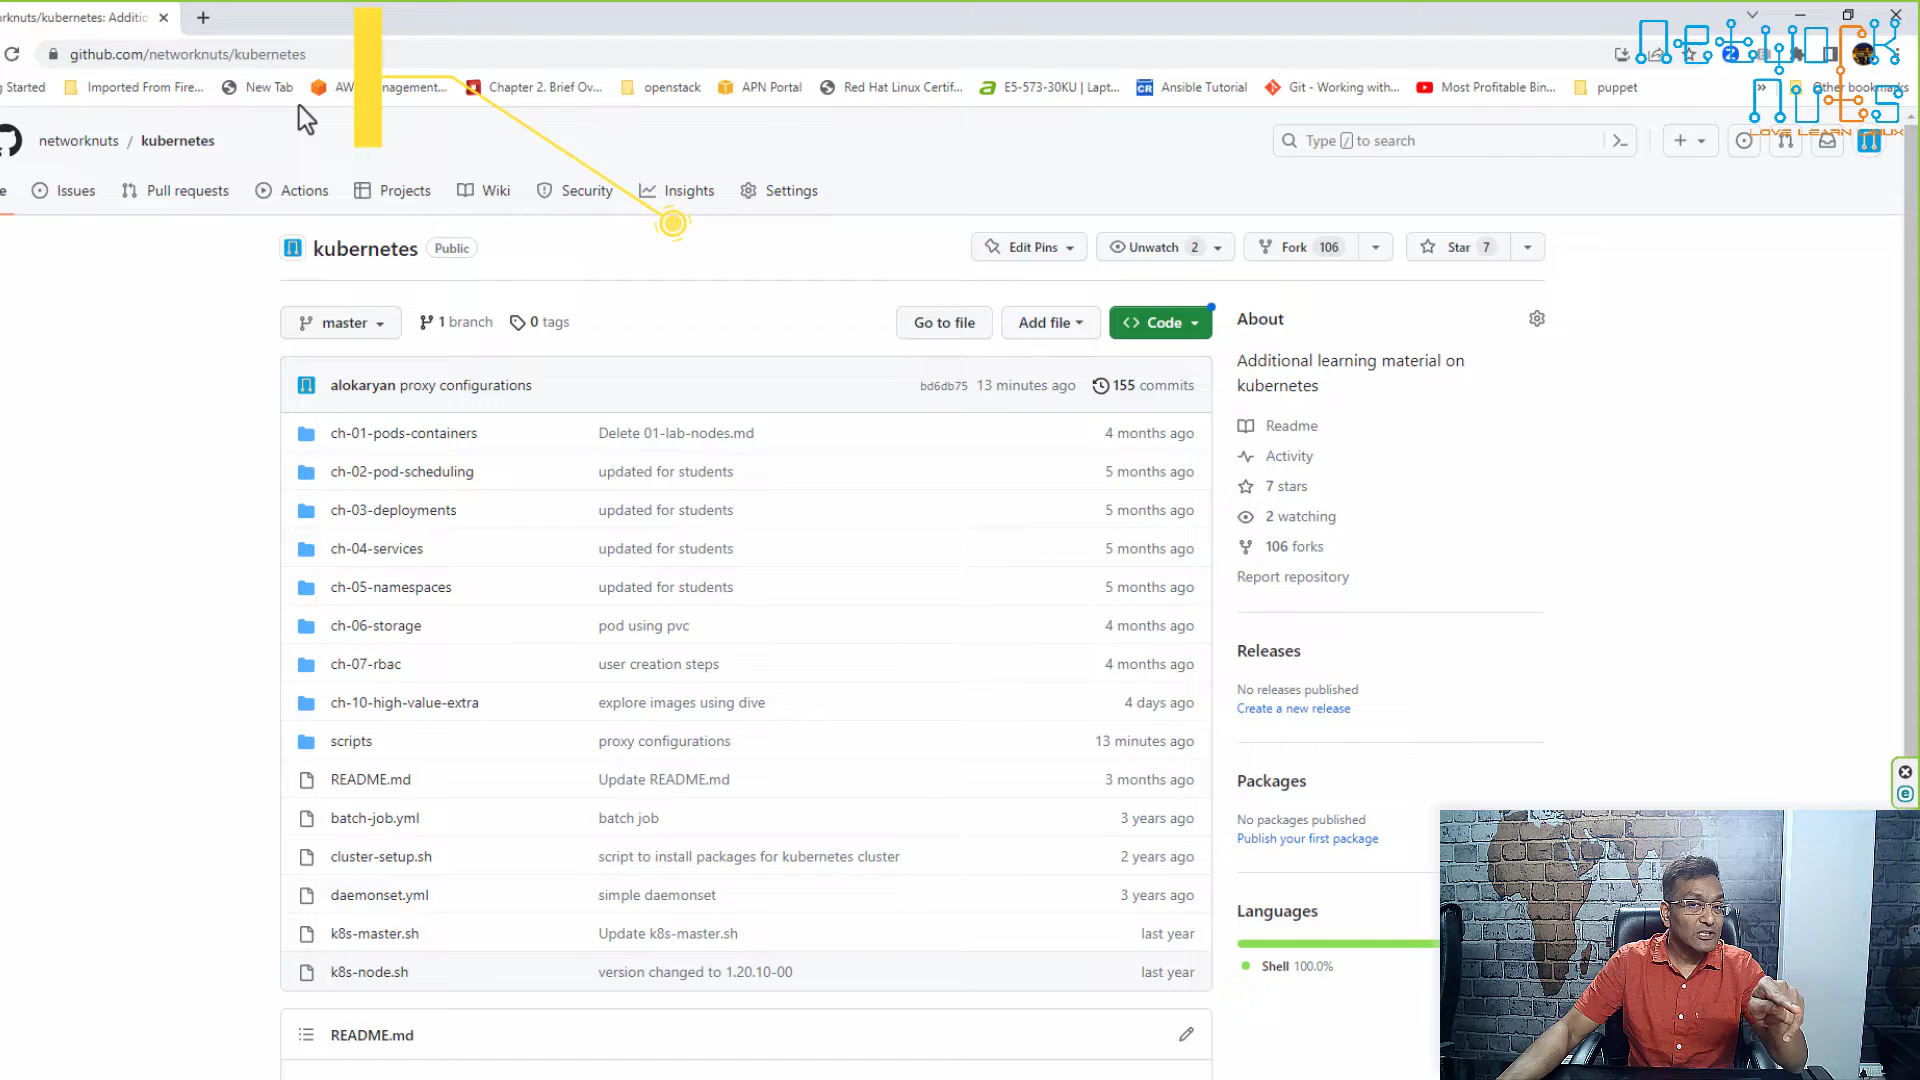 rknuts/kubernetes: Additio
github.com/networknuts/kubernetes
g Started
Imported From Fire...
New Tab
Chapter 2. Brief Ov...
openstack
APN Portal
Red Hat Linux Certif...
E5-573-30KU | Lapt...
Ansible Tutorial
Git - Working with...
Most Profitable Bin...
puppet
»
Other bookmarks
networknuts / kubernetes
Type / to search
Network
Nuts
LOVE LEARN LINUX
Issues
Pull requests
Actions
Projects
Wiki
Security
Insights
Settings
kubernetes Public
Edit Pins
Unwatch 2
Fork 106
Star 7
master
1 branch
0 tags
Go to file
Add file
Code
alokaryan proxy configurations bd6db75 13 minutes ago 155 commits
ch-01-pods-containers Delete 01-lab-nodes.md 4 months ago
ch-02-pod-scheduling updated for students 5 months ago
ch-03-deployments updated for students 5 months ago
ch-04-services updated for students 5 months ago
ch-05-namespaces updated for students 5 months ago
ch-06-storage pod using pvc 4 months ago
ch-07-rbac user creation steps 4 months ago
ch-10-high-value-extra explore images using dive 4 days ago
scripts proxy configurations 13 minutes ago
README.md Update README.md 3 months ago
batch-job.yml batch job 3 years ago
cluster-setup.sh script to install packages for kubernetes cluster 2 years ago
daemonset.yml simple daemonset 3 years ago
k8s-master.sh Update k8s-master.sh last year
k8s-node.sh version changed to 1.20.10-00 last year
README.md
About
Additional learning material on
kubernetes
Readme
Activity
7 stars
2 watching
106 forks
Report repository
Releases
No releases published
Create a new release
Packages
No packages published
Publish your first package
Languages
Shell 100.0%